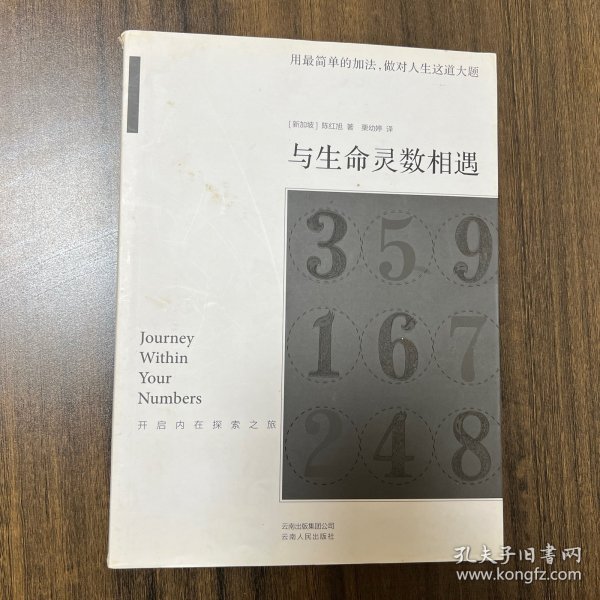 用最简单的加法，做对人生这道大题
［新加坡］陈红旭 著 栗幼婷 译
与生命灵数相遇
3 5 9
1 6 7
2 4 8
Journey
Within
Your
Numbers
开启内在探索之旅
云南出版集团公司
云南人民出版社
孔夫子旧书网
www.kongfz.com